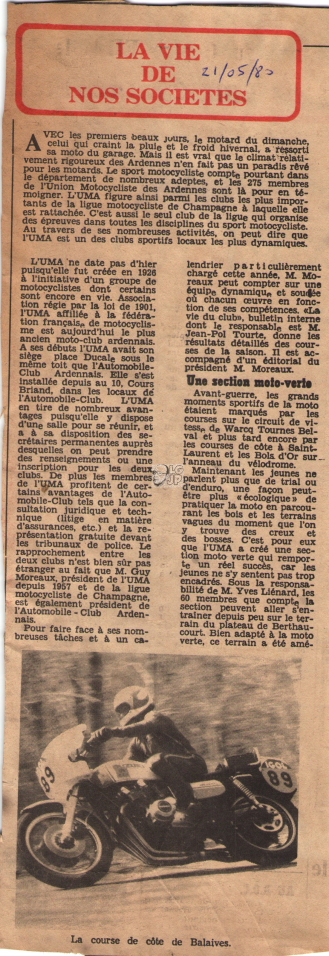 LA VIE
DE
NOS SOCIETES
21/05/80
AVEC les premiers beaux jours, le motard du dimanche,
celui qui craint la pluie et le froid hivernal, a ressorti
sa moto du garage. Mais il est vrai que le climat relati-
vement rigoureux des Ardennes n'en fait pas un paradis rêvé
pour les motards. Le sport motocycliste compte pourtant dans
le département de nombreux adeptes, et les 275 membres
de l'Union Motocycliste des Ardennes sont là pour en té-
moigner. L'UMA figure ainsi parmi les clubs les plus impor-
tants de la ligue motocycliste de Champagne à laquelle elle
est rattachée. C'est aussi le seul club de la ligue qui organise
des épreuves dans toutes les disciplines du sport motocycliste.
Au travers de ses nombreuses activités, on peut dire que
l'UMA est un des clubs sportifs locaux les plus dynamiques.
L'UMA ne date pas d'hier
puisqu'elle fut créée en 1926
à l'initiative d'un groupe de
motocyclistes dont certains
sont encore en vie. Associa-
tion régie par la loi de 1901,
l'UMA affiliée à la fédéra-
tion française de motocyclis-
me est aujourd'hui le plus
ancien moto-club ardennais.
A ses débuts l'UMA avait son
siège place Ducale sous le
même toit que l'Automobile-
Club Ardennais. Elle s'est
installée depuis au 10, Cours
Briand, dans les locaux de
l'Automobile-Club. L'UMA
en tire de nombreux avan-
tages puisqu'elle y dispose
d'une salle pour se réunir, et
a à sa disposition des se-
crétaires permanentes auprès
desquelles on peut prendre
des renseignements ou une
inscription pour les deux
clubs. De plus les membres
de l'UMA profitent de cer-
tains avantages de l'Auto-
mobile-Club tels que la con-
sultation juridique et tech-
nique (litige en matière
d'assurances, etc.) et la re-
présentation gratuite devant
les tribunaux de police. Le
rapprochement entre les
deux clubs n'est bien sûr pas
étranger au fait que M. Guy
Moreaux, président de l'UMA
depuis 1957 et de la ligue
motocycliste de Champagne,
est également président de
l'Automobile-Club Arden-
nais.
Pour faire face à ses nom-
breuses tâches et à un ca-
lendrier particulièrement
chargé cette année, M. Mo-
reaux peut compter sur une
équipe dynamique et soudée
où chacun œuvre en fonc-
tion de ses compétences. «La
vie du club», bulletin interne
dont le responsable est M.
Jean-Pol Tourte, donne les
résultats détaillés des cour-
ses de la saison. Il est ac-
compagné d'un éditorial du
président M. Moreaux.
Une section moto-verte
Avant-guerre, les grands
moments sportifs de la moto
étaient marqués par les
courses sur le circuit de vi-
tesse de Warcq Tournes Bel-
val et plus tard encore par
les courses de côte à Saint-
Laurent et les Bols d'Or sur
l'anneau du vélodrome.
Maintenant les jeunes ne
parlent plus que de trial ou
d'enduro, une façon peut-
être plus « écologique » de
pratiquer la moto en parcou-
rant les bois et les terrains
vagues du moment que l'on
y trouve des creux et
des bosses. C'est pour eux
que l'UMA a créé une sec-
tion moto verte qui rempor-
te un réel succès, car les
jeunes ne s'y sentent pas trop
encadrés. Sous la responsa-
bilité de M. Yves Liénard, les
60 membres que compte la
section peuvent aller s'en-
traîner depuis peu sur le ter-
rain du plateau de Berthau-
court. Bien adapté à la moto
verte, ce terrain a été amé-
89
89
La course de côte de Balaives.